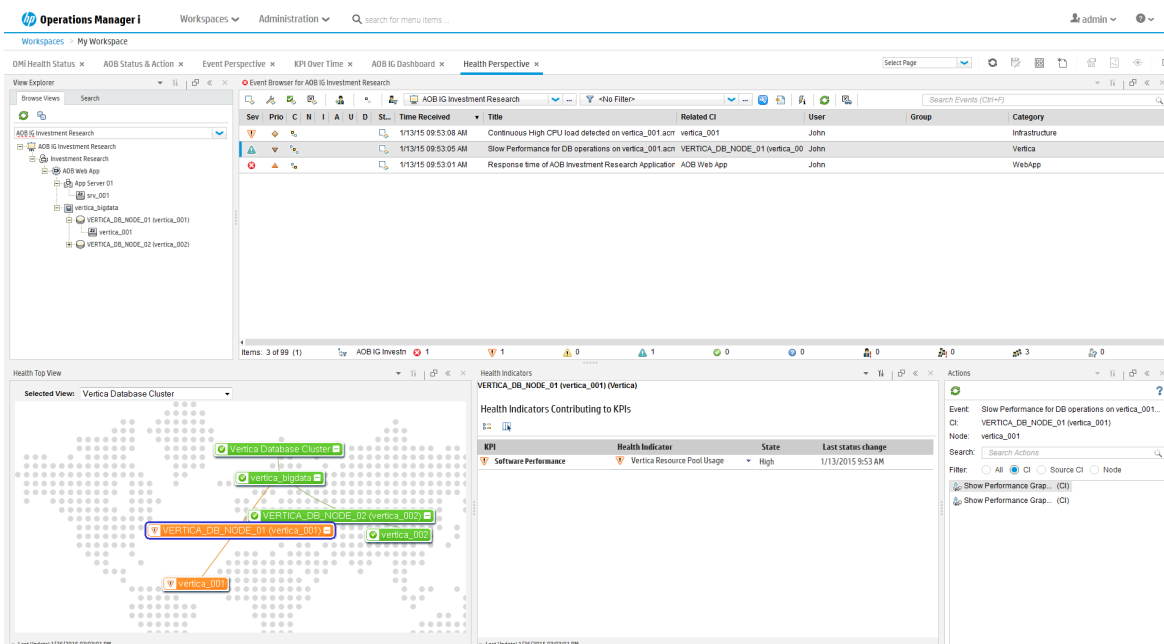 hp Operations Manager i Workspaces Administration search for menu items ... admin
Workspaces > My Workspace
OMi Health Status × AOB Status & Action × Event Perspective × KPI Over Time × AOB IG Dashboard × Health Perspective × Select Page
View Explorer
Browse Views Search
AOB IG Investment Research
AOB IG Investment Research
Investment Research
AOB Web App
App Server 01
srv_001
vertica_bigdata
VERTICA_DB_NODE_01 (vertica_001)
vertica_001
VERTICA_DB_NODE_02 (vertica_002)
Event Browser for AOB IG Investment Research
AOB IG Investment Research ... <No Filter> ... Search Events (Ctrl+F)
Sev Prio C N I A U D St... Time Received Title Related CI User Group Category
1/13/15 09:53:08 AM Continuous High CPU load detected on vertica_001.acm vertica_001 John Infrastructure
1/13/15 09:53:05 AM Slow Performance for DB operations on vertica_001.acm VERTICA_DB_NODE_01 (vertica_00 John Vertica
1/13/15 09:53:01 AM Response time of AOB Investment Research Application AOB Web App John WebApp
Items: 3 of 99 (1) AOB IG Investn 1 1 0 1 0 0 0 0 3 0
Health Top View
Selected View: Vertica Database Cluster
Vertica Database Cluster
vertica_bigdata
VERTICA_DB_NODE_02 (vertica_002)
VERTICA_DB_NODE_01 (vertica_001)
vertica_002
vertica_001
Health Indicators
VERTICA_DB_NODE_01 (vertica_001) (Vertica)
Health Indicators Contributing to KPIs
KPI Health Indicator State Last status change
Software Performance Vertica Resource Pool Usage High 1/13/2015 9:53 AM
Actions
?
Event: Slow Performance for DB operations on vertica_001...
CI: VERTICA_DB_NODE_01 (vertica_001)
Node: vertica_001
Search: Search Actions
Filter: All CI Source CI Node
Show Performance Grap... (CI)
Show Performance Grap... (CI)